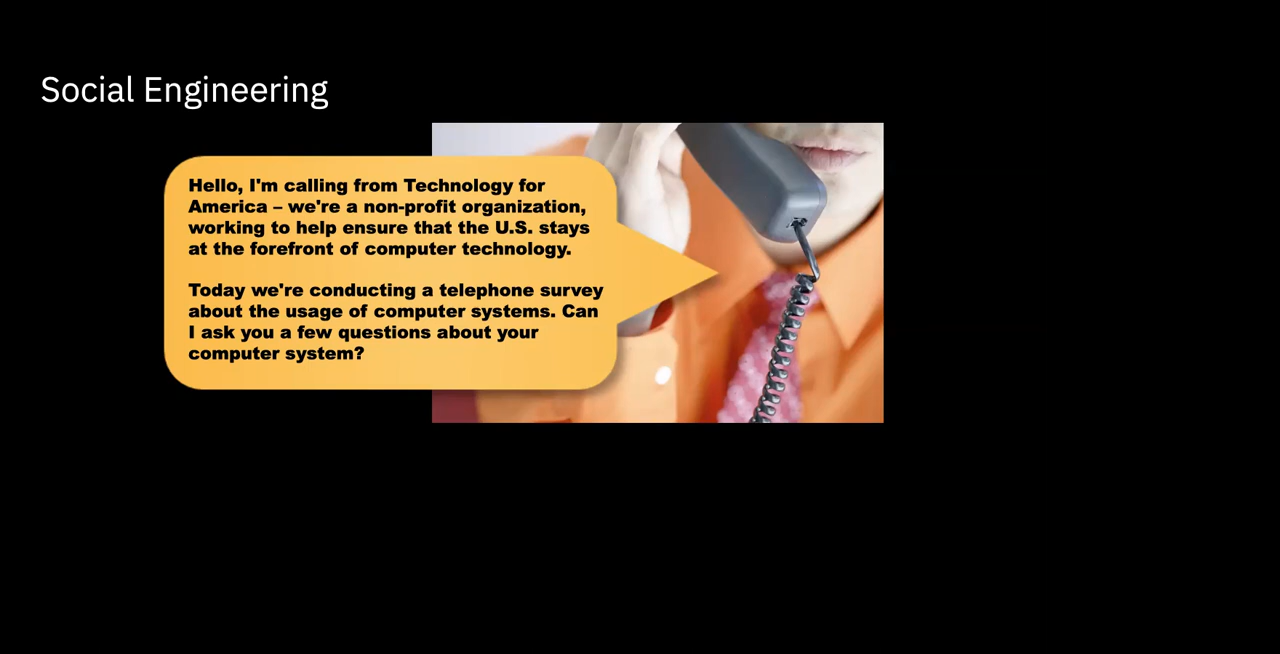 Social Engineering
Hello, I'm calling from Technology for
America – we're a non-profit organization,
working to help ensure that the U.S. stays
at the forefront of computer technology.
Today we're conducting a telephone survey
about the usage of computer systems. Can
I ask you a few questions about your
computer system?